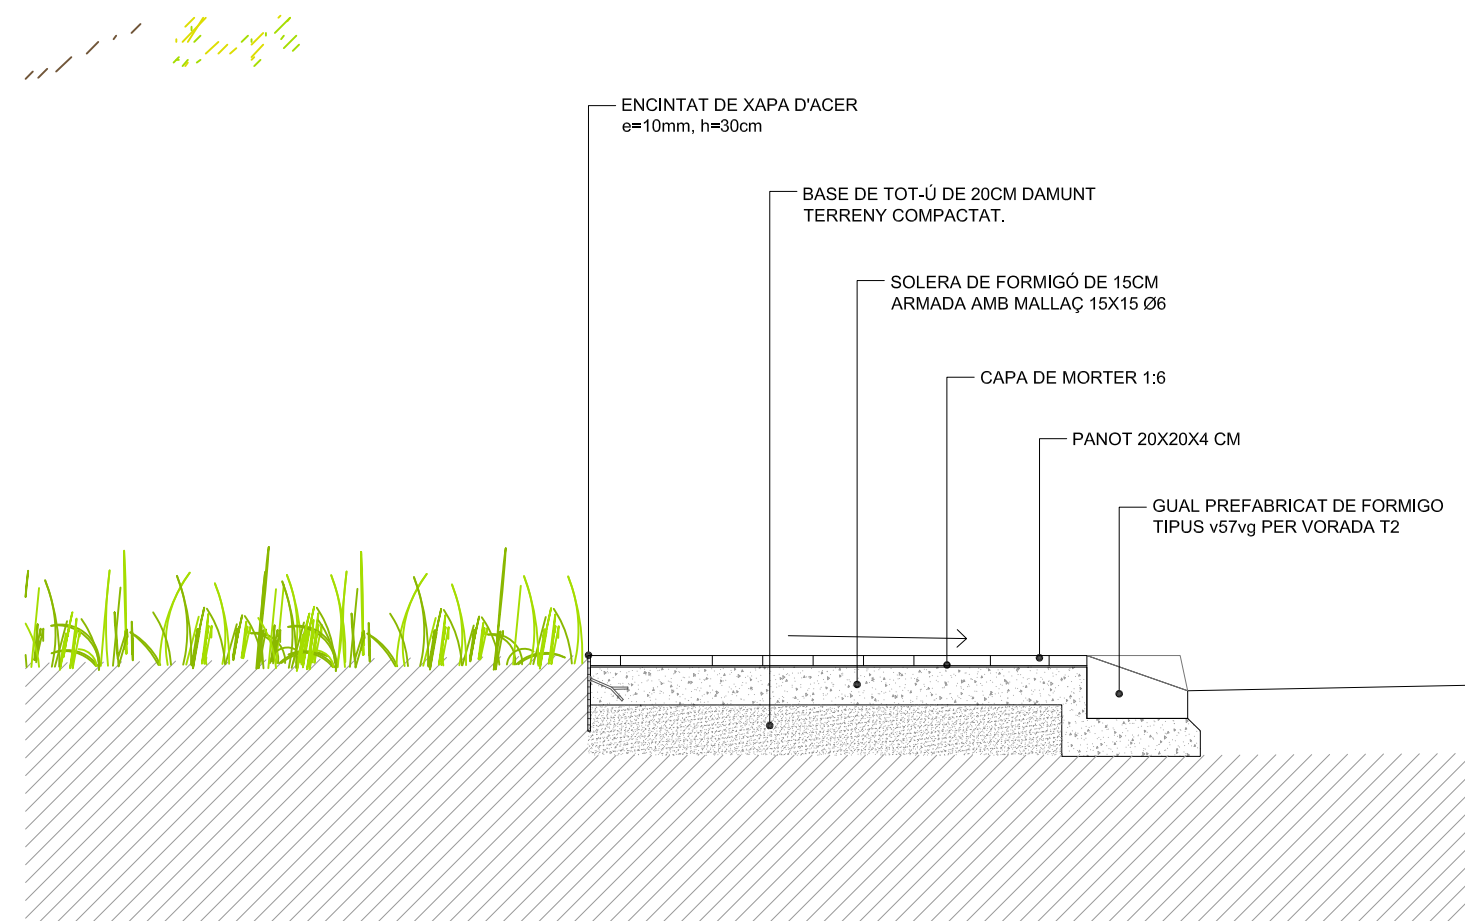 ENCINTAT DE XAPA D'ACER
e=10mm, h=30cm
BASE DE TOT-Ú DE 20CM DAMUNT
TERRENY COMPACTAT.
SOLERA DE FORMIGÓ DE 15CM
ARMADA AMB MALLAÇ 15X15 Ø6
CAPA DE MORTER 1:6
PANOT 20X20X4 CM
GUAL PREFABRICAT DE FORMIGO
TIPUS v57vg PER VORADA T2